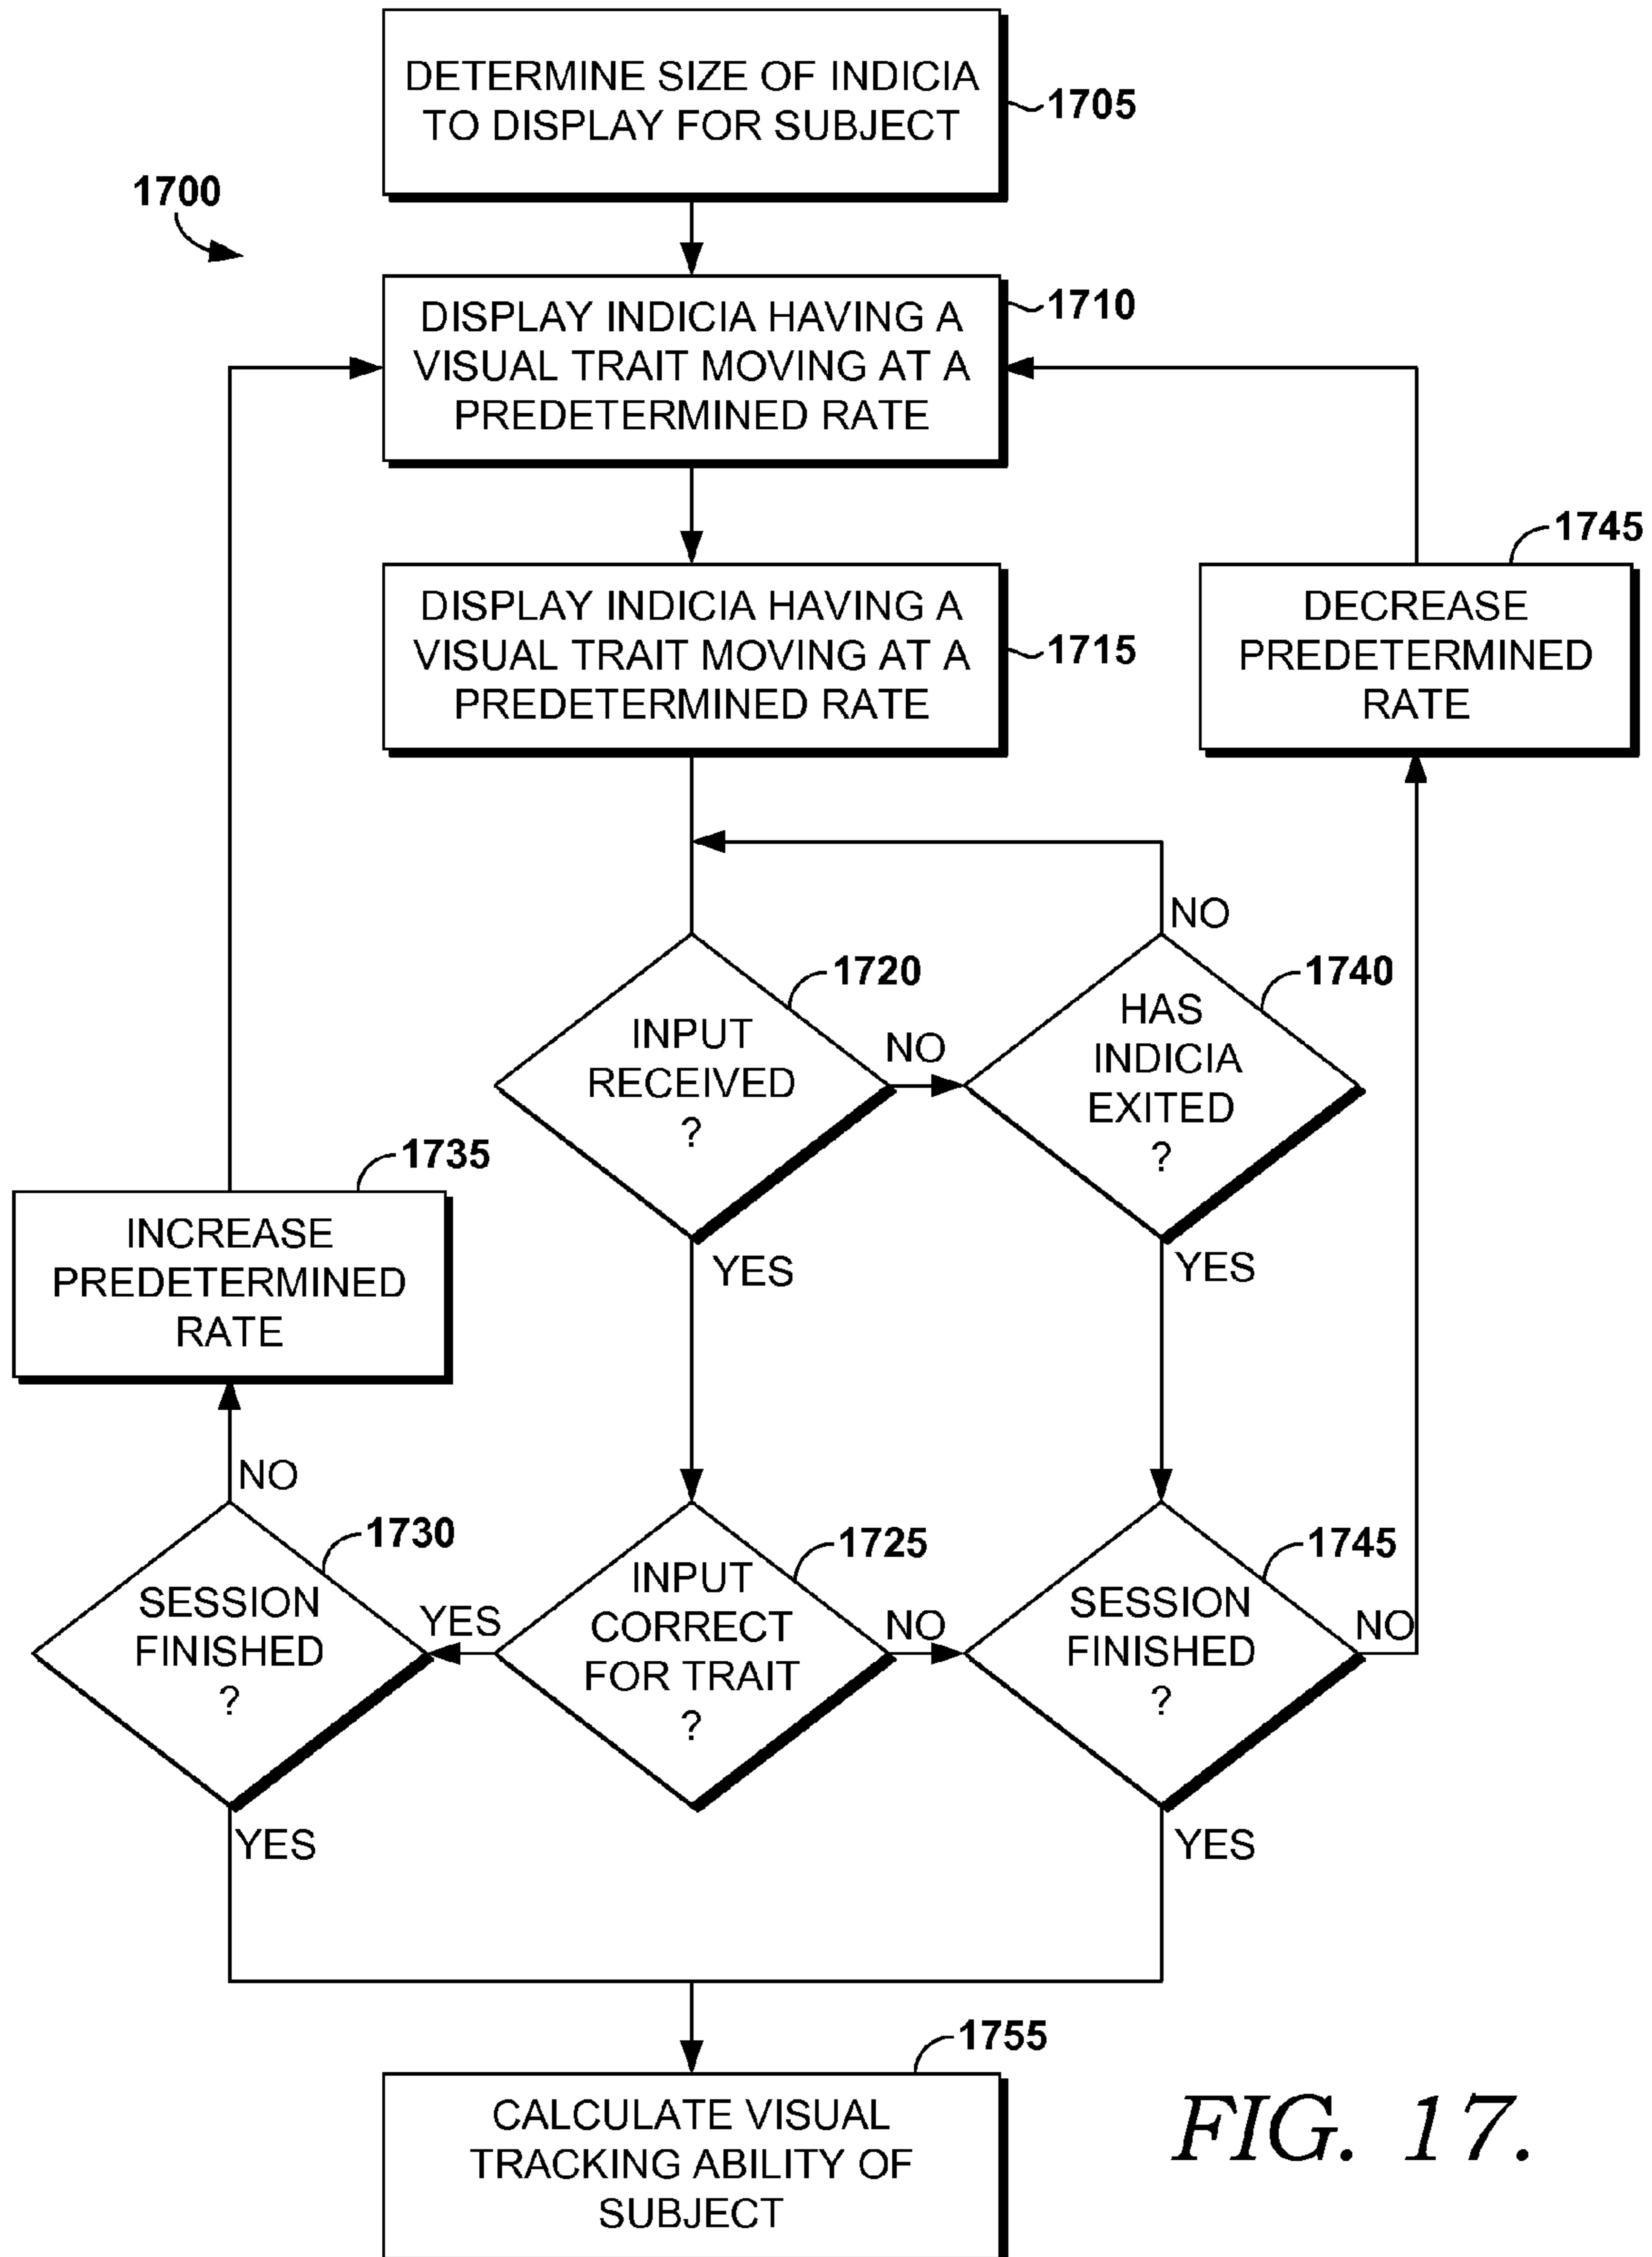 DETERMINE SIZE OF INDICIA
TO DISPLAY FOR SUBJECT
1705
1700
DISPLAY INDICIA HAVING A
VISUAL TRAIT MOVING AT A
PREDETERMINED RATE
1710
DISPLAY INDICIA HAVING A
VISUAL TRAIT MOVING AT A
PREDETERMINED RATE
1715
1745
DECREASE
PREDETERMINED
RATE
INPUT
RECEIVED
?
1720
NO
YES
HAS
INDICIA
EXITED
?
1740
NO
YES
1735
INCREASE
PREDETERMINED
RATE
NO
SESSION
FINISHED
?
1730
YES
YES
INPUT
CORRECT
FOR TRAIT
?
1725
NO
SESSION
FINISHED
?
1745
NO
YES
1755
CALCULATE VISUAL
TRACKING ABILITY OF
SUBJECT
FIG. 17.